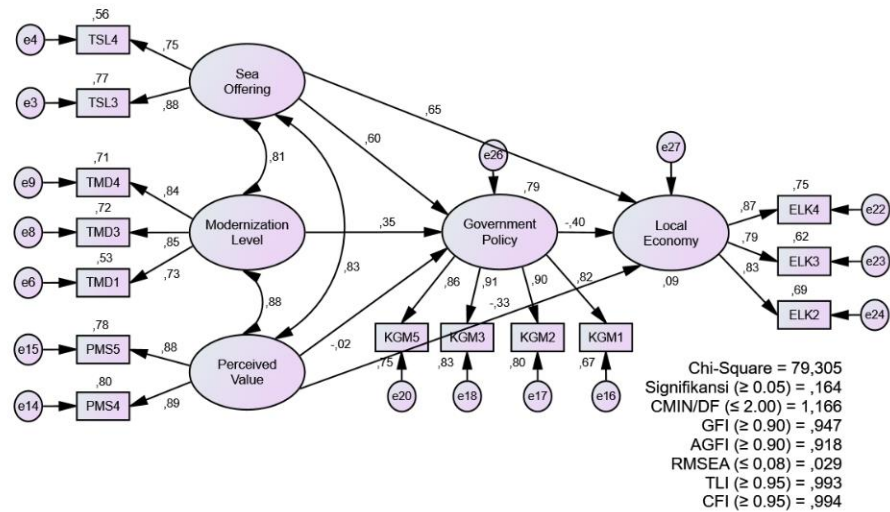 ,56
e4
TSL4
,75
Sea
Offering
,77
e3
TSL3
,88
,65
,60
e26
e27
,81
,71
e9
TMD4
,84
,79
,75
,72
e8
TMD3
,85
Modernization
Level
,35
Government
Policy
-,40
Local
Economy
,87
ELK4
e22
,79
,62
ELK3
e23
,83
,53
e6
TMD1
,73
,83
,86
,91
,90
,82
,09
,69
ELK2
e24
,88
-,33
,78
e15
PMS5
,88
-,02
KGM5
KGM3
KGM2
KGM1
Perceived
Value
,75
,83
,80
,67
,80
e14
PMS4
,89
e20
e18
e17
e16
Chi-Square = 79,305
Signifikansi (≥ 0.05) = ,164
CMIN/DF (≤ 2.00) = 1,166
GFI (≥ 0.90) = ,947
AGFI (≥ 0.90) = ,918
RMSEA (≤ 0,08) = ,029
TLI (≥ 0.95) = ,993
CFI (≥ 0.95) = ,994